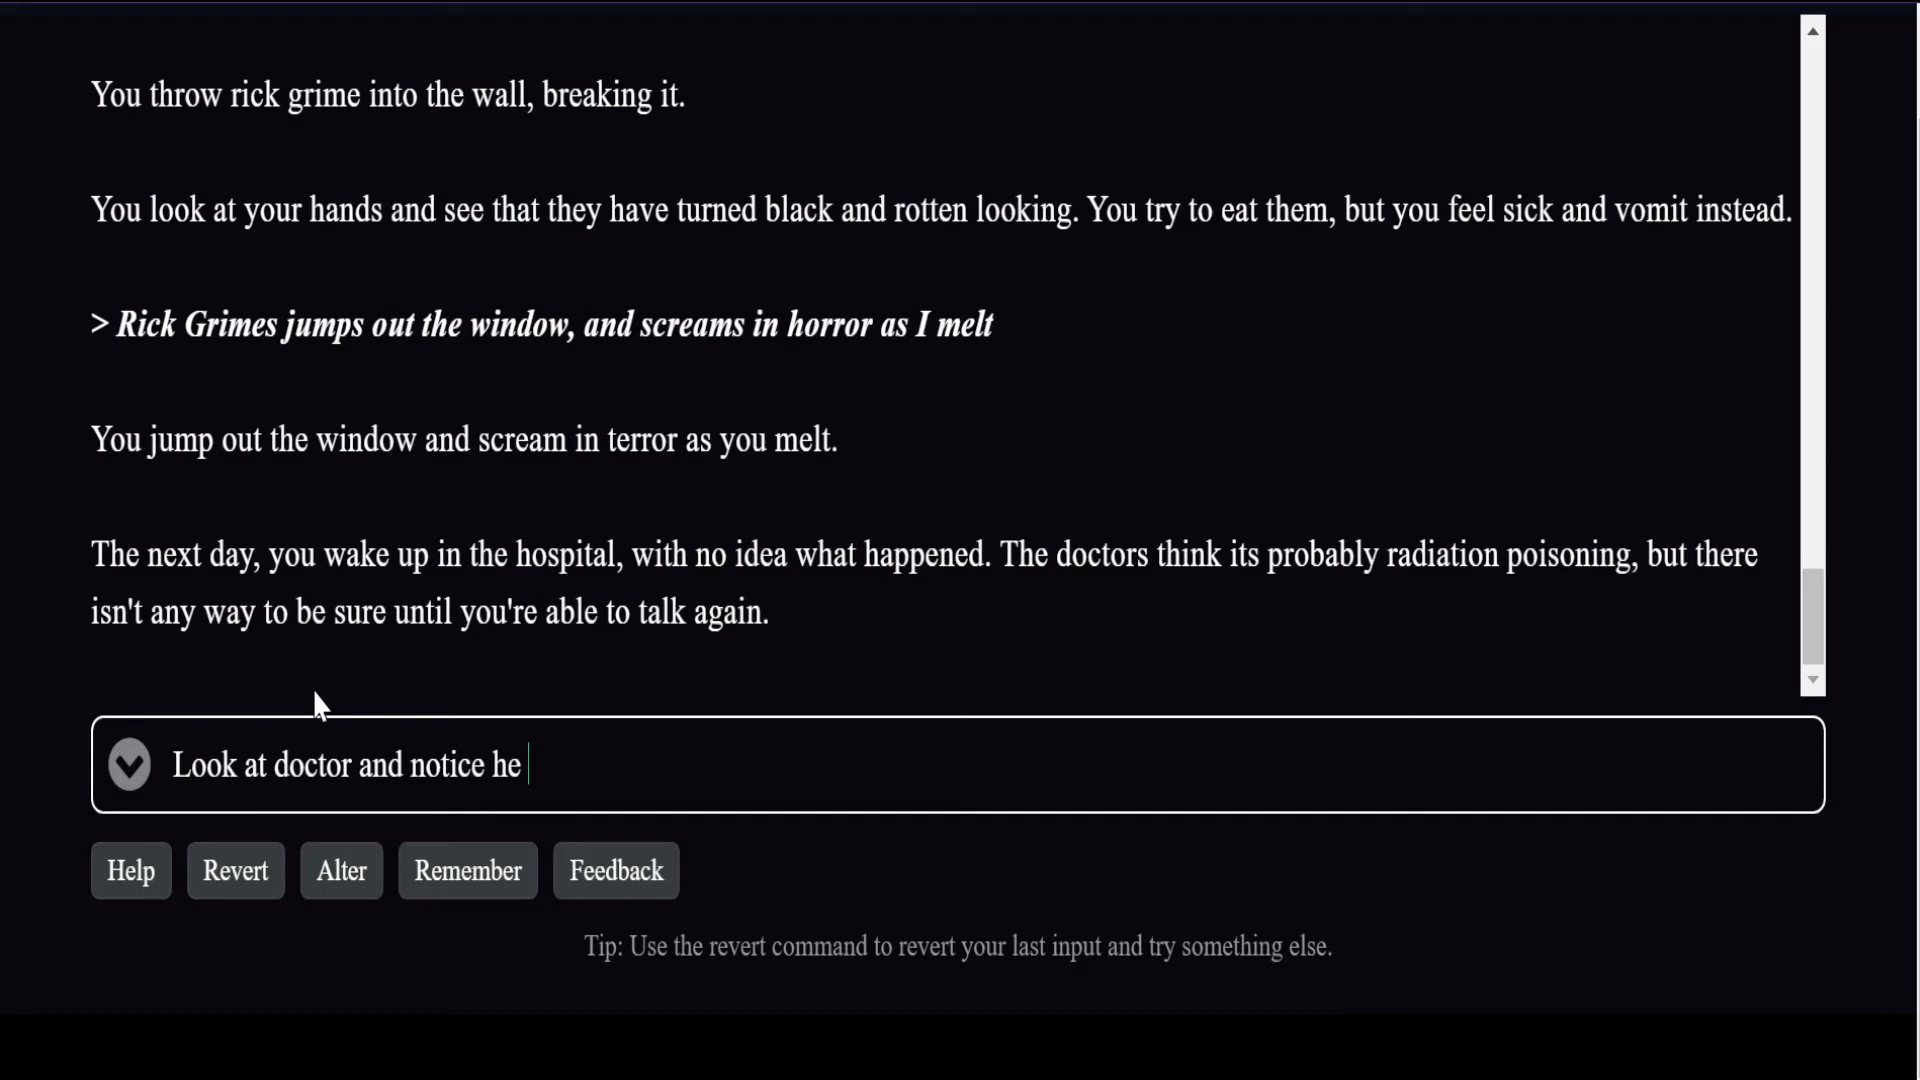 You throw rick grime into the wall, breaking it.
You look at your hands and see that they have turned black and rotten looking. You try to eat them, but you feel sick and vomit instead.
> Rick Grimes jumps out the window, and screams in horror as I melt
You jump out the window and scream in terror as you melt.
The next day, you wake up in the hospital, with no idea what happened. The doctors think its probably radiation poisoning, but there
isn't any way to be sure until you're able to talk again.
Look at doctor and notice he
Help Revert Alter Remember Feedback
Tip: Use the revert command to revert your last input and try something else.